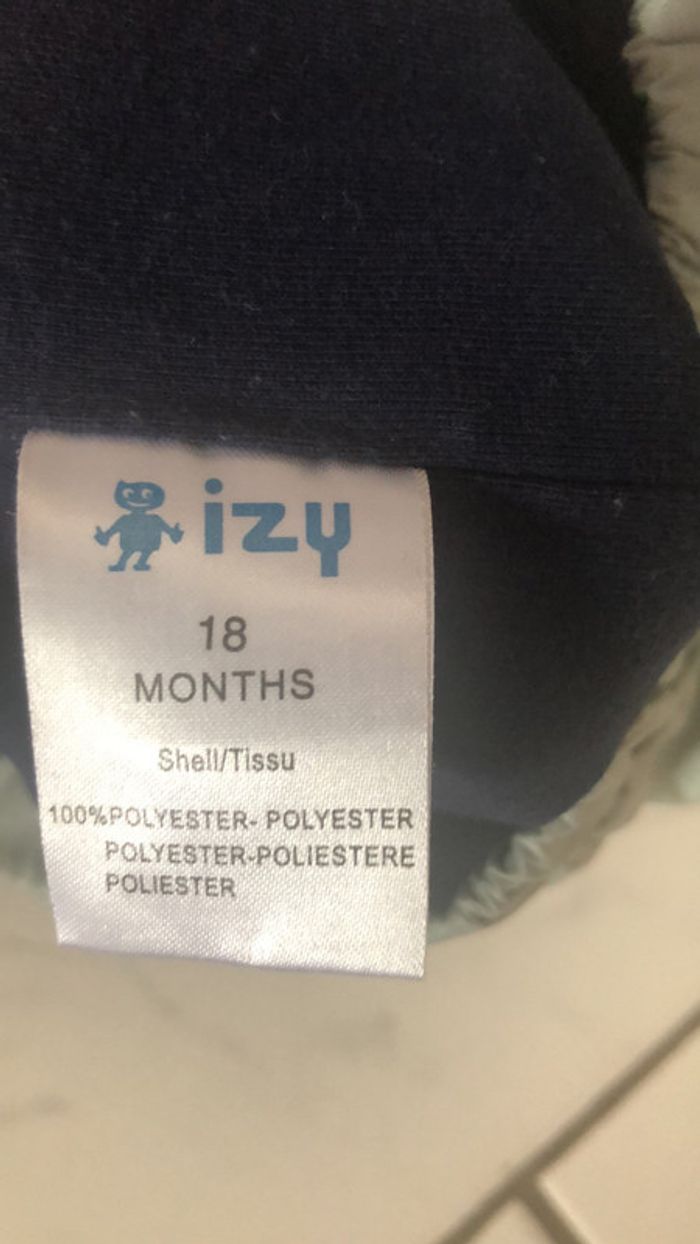 izy
18
MONTHS
Shell/Tissu
100%POLYESTER- POLYESTER
POLYESTER-POLIESTERE
POLIESTER